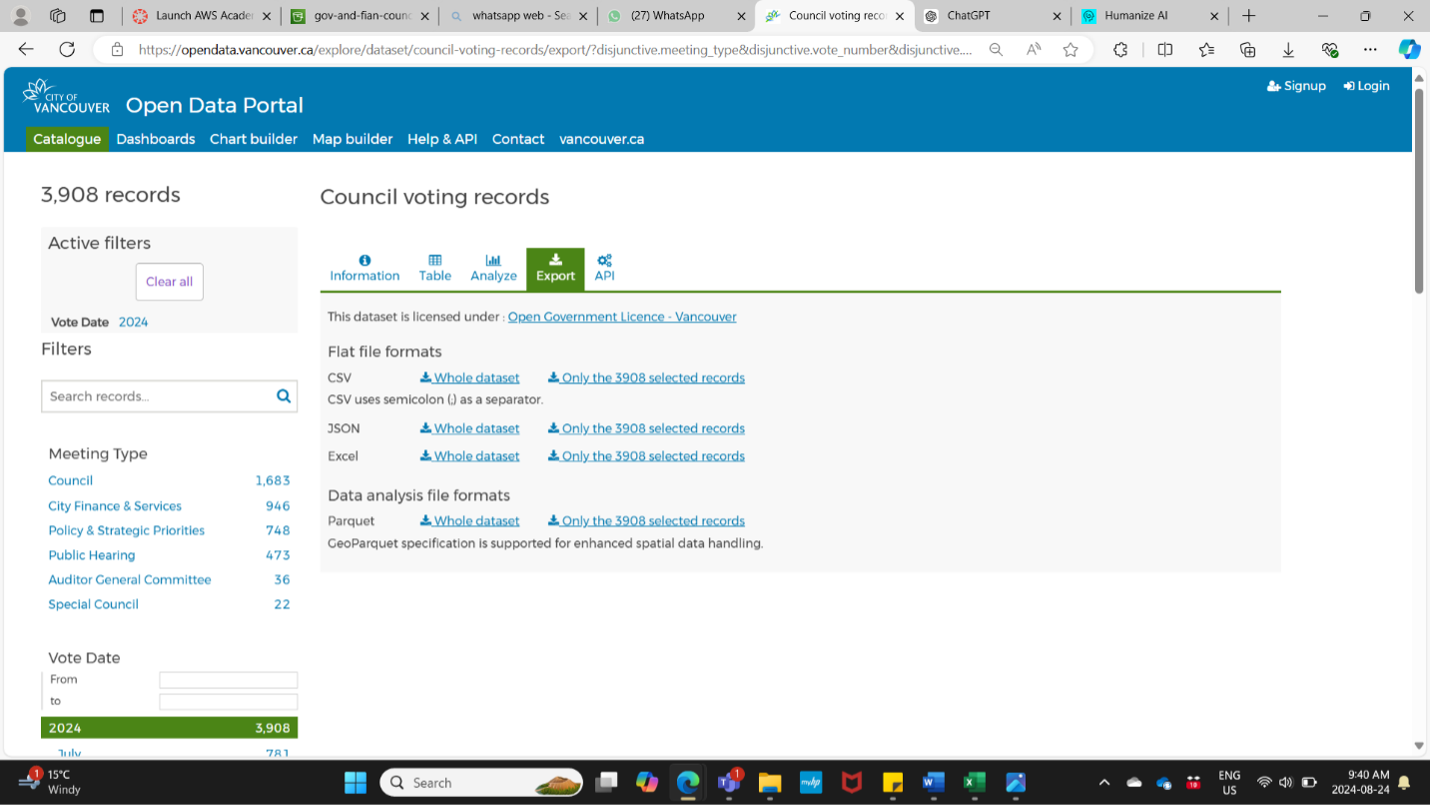 Launch AWS Acade
gov-and-fian-counc
whatsapp web - Sea
(27) WhatsApp
Council voting reco
ChatGPT
Humanize AI
https://opendata.vancouver.ca/explore/dataset/council-voting-records/export/?disjunctive.meeting_type&disjunctive.vote_number&disjunctive....
CITY OF
VANCOUVER
Open Data Portal
Signup
Login
Catalogue
Dashboards
Chart builder
Map builder
Help & API
Contact
vancouver.ca
3,908 records
Active filters
Clear all
Vote Date 2024
Filters
Search records...
Meeting Type
Council 1,683
City Finance & Services 946
Policy & Strategic Priorities 748
Public Hearing 473
Auditor General Committee 36
Special Council 22
Vote Date
From
to
2024 3,908
July 781
Council voting records
Information
Table
Analyze
Export
API
This dataset is licensed under : Open Government Licence - Vancouver
Flat file formats
CSV Whole dataset Only the 3908 selected records
CSV uses semicolon (;) as a separator.
JSON Whole dataset Only the 3908 selected records
Excel Whole dataset Only the 3908 selected records
Data analysis file formats
Parquet Whole dataset Only the 3908 selected records
GeoParquet specification is supported for enhanced spatial data handling.
1
15°C
Windy
Search
1
mvhp
10
ENG
US
9:40 AM
2024-08-24